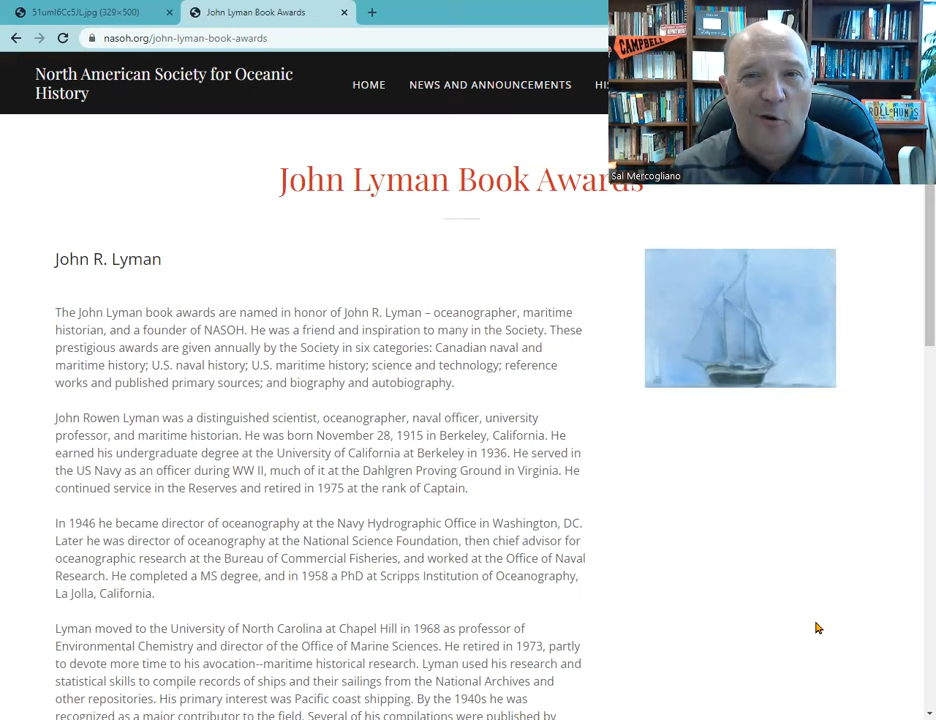 51umI6Cc5JL.jpg (329×500)
John Lyman Book Awards
nasoh.org/john-lyman-book-awards
North American Society for Oceanic
History
HOME NEWS AND ANNOUNCEMENTS HI
CAMPBELL
ROLL HUMPS
Sal Mercogliano
John Lyman Book Awards
John R. Lyman
The John Lyman book awards are named in honor of John R. Lyman – oceanographer, maritime
historian, and a founder of NASOH. He was a friend and inspiration to many in the Society. These
prestigious awards are given annually by the Society in six categories: Canadian naval and
maritime history; U.S. naval history; U.S. maritime history; science and technology; reference
works and published primary sources; and biography and autobiography.
John Rowen Lyman was a distinguished scientist, oceanographer, naval officer, university
professor, and maritime historian. He was born November 28, 1915 in Berkeley, California. He
earned his undergraduate degree at the University of California at Berkeley in 1936. He served in
the US Navy as an officer during WW II, much of it at the Dahlgren Proving Ground in Virginia. He
continued service in the Reserves and retired in 1975 at the rank of Captain.
In 1946 he became director of oceanography at the Navy Hydrographic Office in Washington, DC.
Later he was director of oceanography at the National Science Foundation, then chief advisor for
oceanographic research at the Bureau of Commercial Fisheries, and worked at the Office of Naval
Research. He completed a MS degree, and in 1958 a PhD at Scripps Institution of Oceanography,
La Jolla, California.
Lyman moved to the University of North Carolina at Chapel Hill in 1968 as professor of
Environmental Chemistry and director of the Office of Marine Sciences. He retired in 1973, partly
to devote more time to his avocation--maritime historical research. Lyman used his research and
statistical skills to compile records of ships and their sailings from the National Archives and
other repositories. His primary interest was Pacific coast shipping. By the 1940s he was
recognized as a major contributor to the field. Several of his compilations were published by